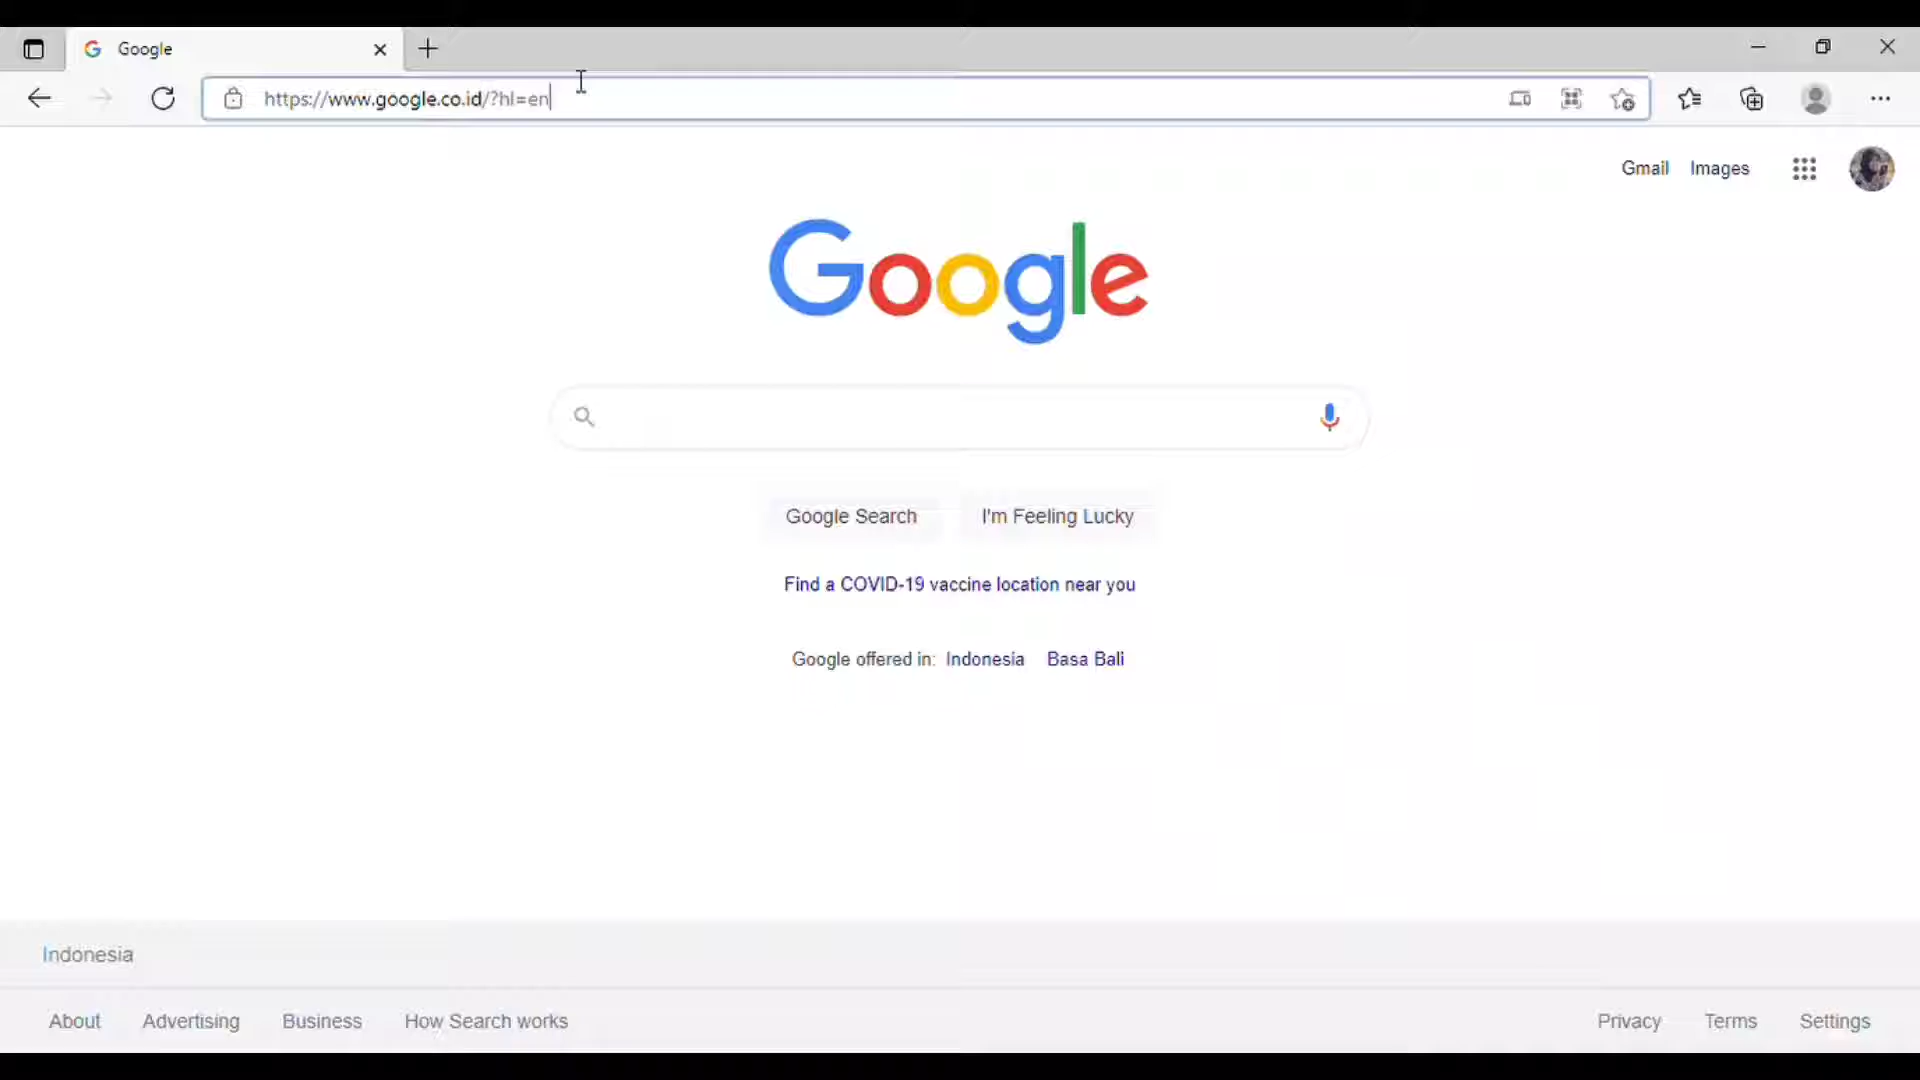 Google
https://www.google.co.id/?hl=en
Gmail Images
Google
Google Search I'm Feeling Lucky
Find a COVID-19 vaccine location near you
Google offered in: Indonesia Basa Bali
Indonesia
About Advertising Business How Search works Privacy Terms Settings